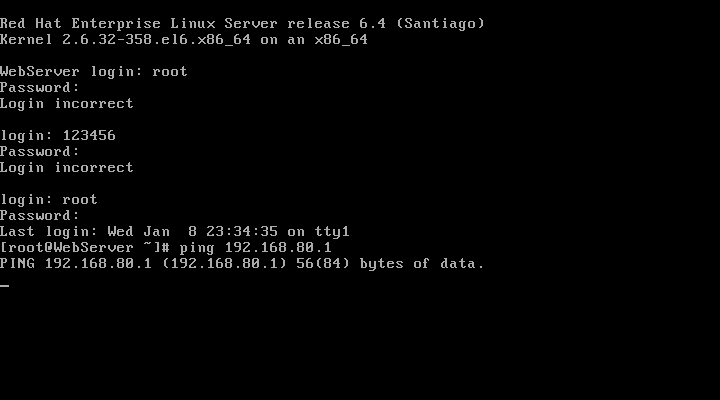 Red Hat Enterprise Linux Server release 6.4 (Santiago)
Kernel 2.6.32-358.el6.x86_64 on an x86_64
WebServer login: root
Password:
Login incorrect
login: 123456
Password:
Login incorrect
login: root
Password:
Last login: Wed Jan  8 23:34:35 on tty1
[root@WebServer ~]# ping 192.168.80.1
PING 192.168.80.1 (192.168.80.1) 56(84) bytes of data.